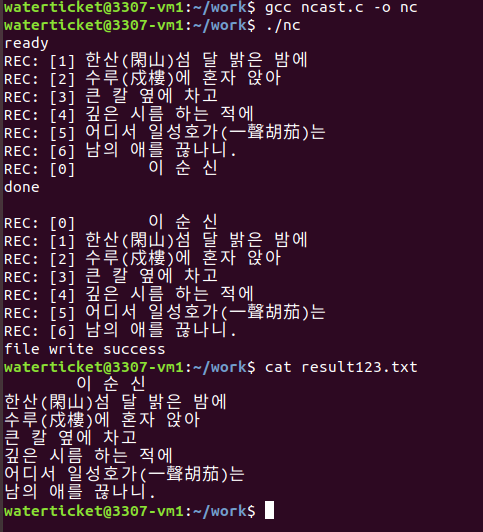 waterticket@3307-vm1:~/work$ gcc ncast.c -o nc
waterticket@3307-vm1:~/work$ ./nc
ready
REC: [1] 한산(閑山)섬 달 밝은 밤에
REC: [2] 수루(戍樓)에 혼자 앉아
REC: [3] 큰 칼 옆에 차고
REC: [4] 깊은 시름 하는 적에
REC: [5] 어디서 일성호가(一聲胡茄)는
REC: [6] 남의 애를 끊나니.
REC: [0]        이 순 신
done

REC: [0]        이 순 신
REC: [1] 한산(閑山)섬 달 밝은 밤에
REC: [2] 수루(戍樓)에 혼자 앉아
REC: [3] 큰 칼 옆에 차고
REC: [4] 깊은 시름 하는 적에
REC: [5] 어디서 일성호가(一聲胡茄)는
REC: [6] 남의 애를 끊나니.
file write success
waterticket@3307-vm1:~/work$ cat result123.txt
        이 순 신
한산(閑山)섬 달 밝은 밤에
수루(戍樓)에 혼자 앉아
큰 칼 옆에 차고
깊은 시름 하는 적에
어디서 일성호가(一聲胡茄)는
남의 애를 끊나니.
waterticket@3307-vm1:~/work$